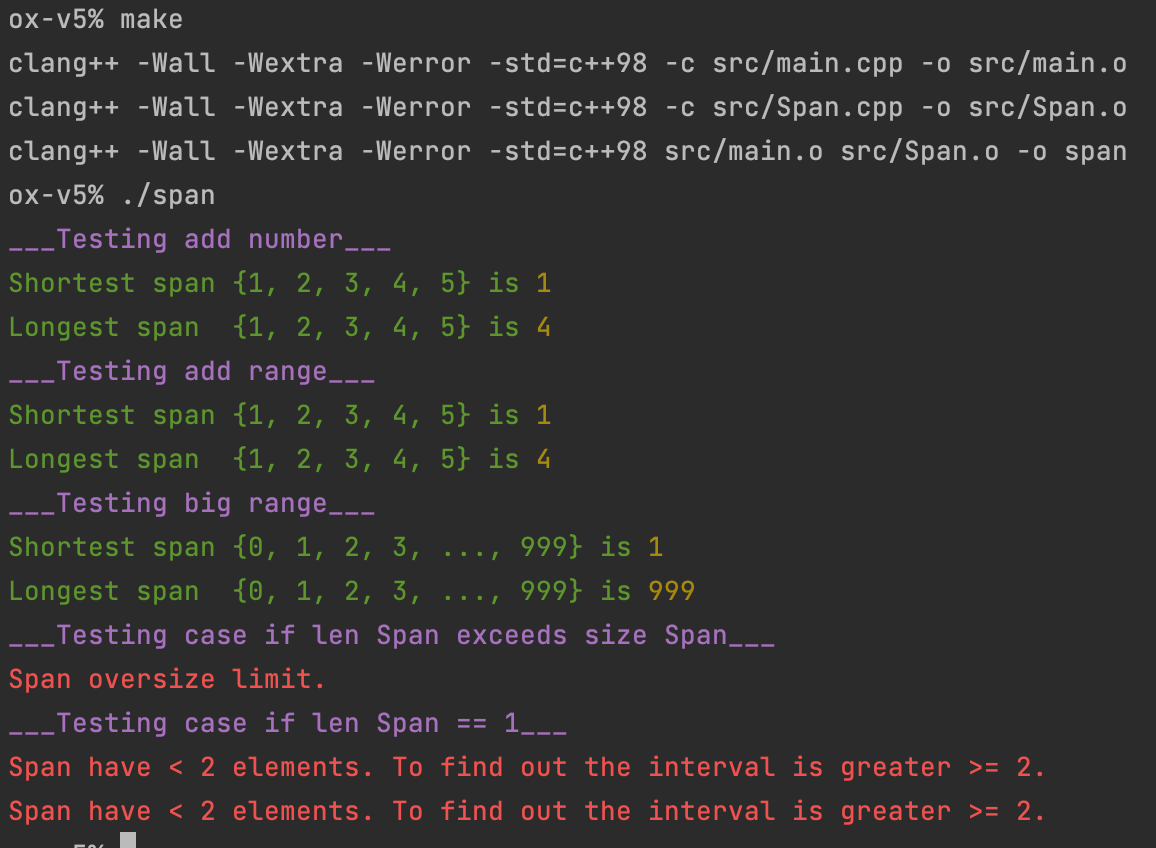 ox-v5% make
clang++ -Wall -Wextra -Werror -std=c++98 -c src/main.cpp -o src/main.o
clang++ -Wall -Wextra -Werror -std=c++98 -c src/Span.cpp -o src/Span.o
clang++ -Wall -Wextra -Werror -std=c++98 src/main.o src/Span.o -o span
ox-v5% ./span
___Testing add number___
Shortest span {1, 2, 3, 4, 5} is 1
Longest span  {1, 2, 3, 4, 5} is 4
___Testing add range___
Shortest span {1, 2, 3, 4, 5} is 1
Longest span  {1, 2, 3, 4, 5} is 4
___Testing big range___
Shortest span {0, 1, 2, 3, ..., 999} is 1
Longest span  {0, 1, 2, 3, ..., 999} is 999
___Testing case if len Span exceeds size Span___
Span oversize limit.
___Testing case if len Span == 1___
Span have < 2 elements. To find out the interval is greater >= 2.
Span have < 2 elements. To find out the interval is greater >= 2.